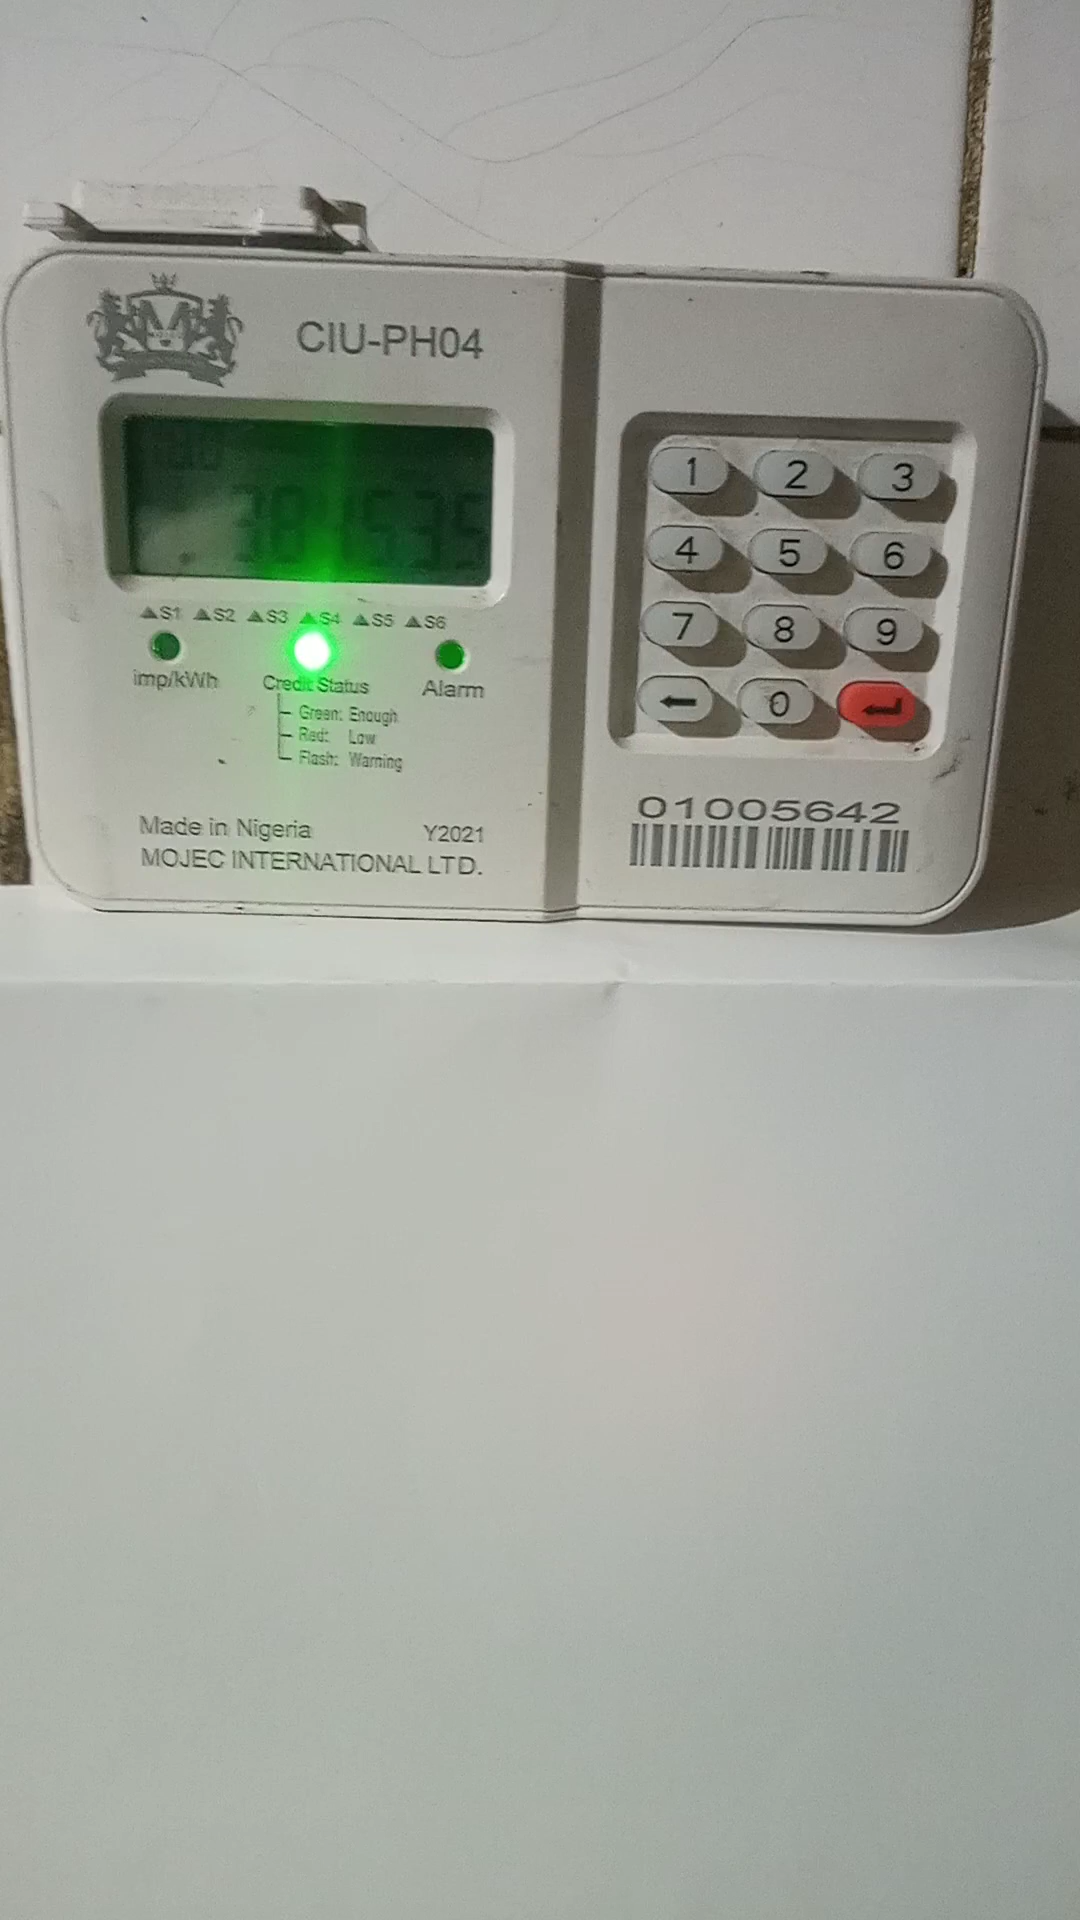 CIU-PH04
▲S1 ▲S2 ▲S3 ▲S4 ▲S5 ▲S6
imp/kWh Credit Status Alarm
Green: Enough
Red: Low
Flash: Warning
Made in Nigeria Y2021
MOJEC INTERNATIONAL LTD.
1 2 3
4 5 6
7 8 9
← 0 ↵
01005642